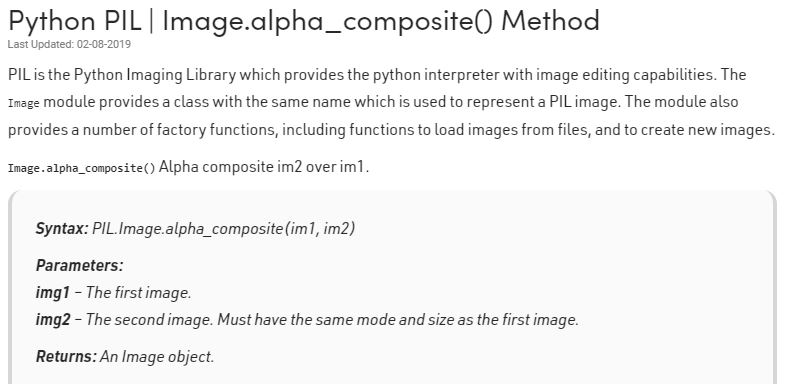 Python PIL | Image.alpha_composite() Method
Last Updated: 02-08-2019
PIL is the Python Imaging Library which provides the python interpreter with image editing capabilities. The
Image module provides a class with the same name which is used to represent a PIL image. The module also
provides a number of factory functions, including functions to load images from files, and to create new images.
Image.alpha_composite() Alpha composite im2 over im1.
Syntax: PIL.Image.alpha_composite(im1, im2)
Parameters:
img1 – The first image.
img2 – The second image. Must have the same mode and size as the first image.
Returns: An Image object.